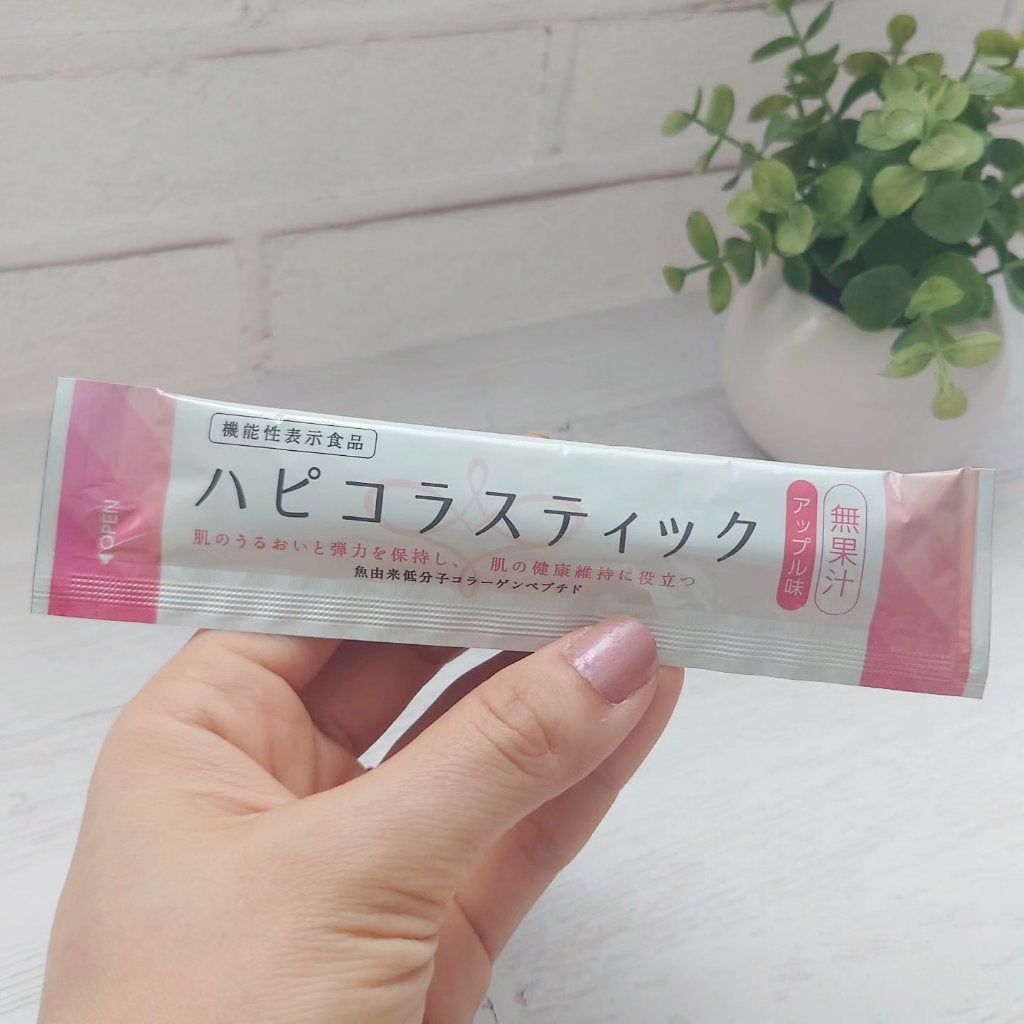 機能性表示食品
ハピコラスティック
肌のうるおいと弾力を保持し、 肌の健康維持に役立つ
魚由来低分子コラーゲンペプチド
アップル味
無果汁
OPEN